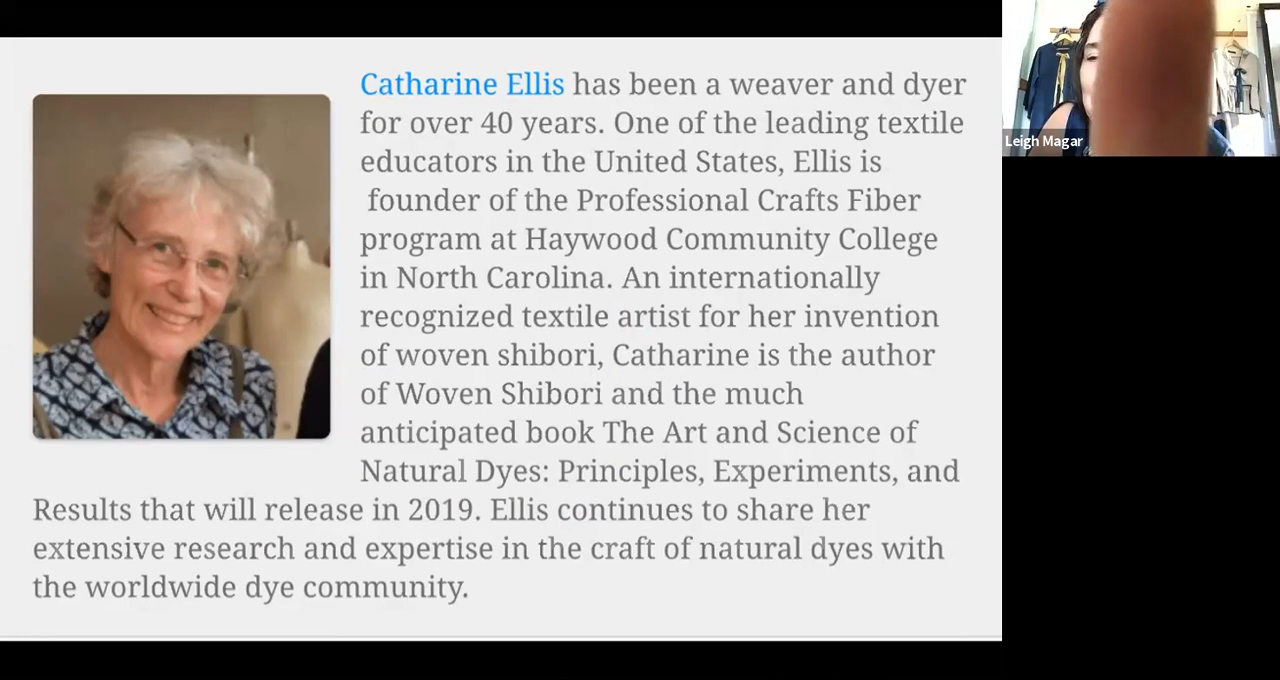 Catharine Ellis has been a weaver and dyer
for over 40 years. One of the leading textile
educators in the United States, Ellis is
founder of the Professional Crafts Fiber
program at Haywood Community College
in North Carolina. An internationally
recognized textile artist for her invention
of woven shibori, Catharine is the author
of Woven Shibori and the much
anticipated book The Art and Science of
Natural Dyes: Principles, Experiments, and
Results that will release in 2019. Ellis continues to share her
extensive research and expertise in the craft of natural dyes with
the worldwide dye community.
Leigh Magar